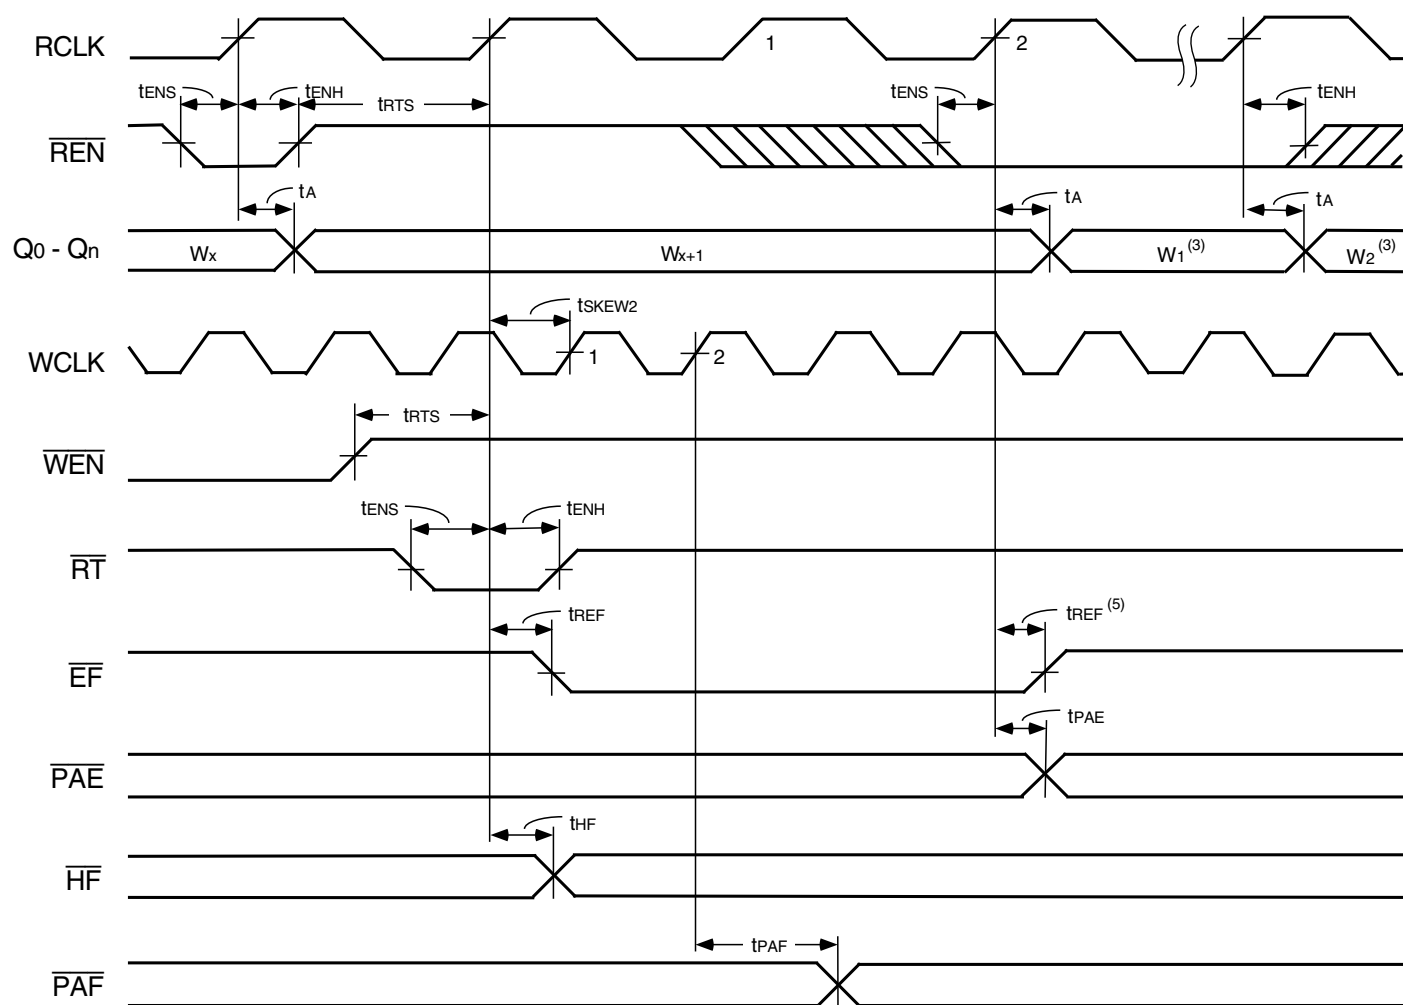 RCLK 1 2
tENS tENH tRTS tENS tENH
REN
tA tA tA
Q0 - Qn Wx Wx+1 W1(3) W2(3)
tSKEW2
WCLK 1 2
tRTS
WEN
tENS tENH
RT
tREF tREF(5)
EF
tPAE
PAE
tHF
HF
tPAF
PAF